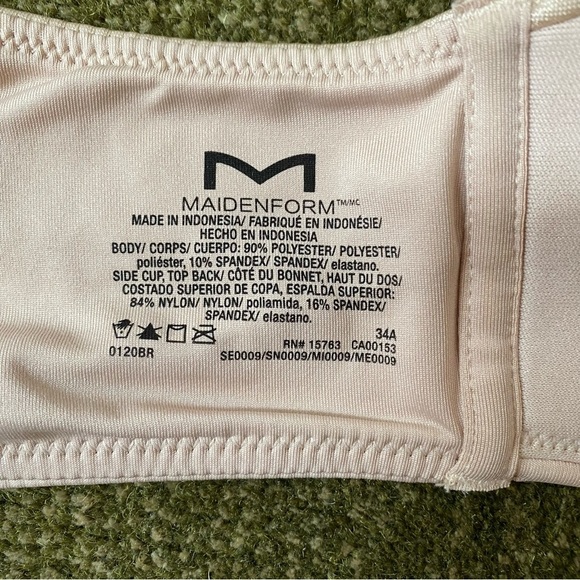 MAIDENFORM™/MC
MADE IN INDONESIA/ FABRIQUÉ EN INDONÉSIE/
HECHO EN INDONESIA
BODY/ CORPS/ CUERPO: 90% POLYESTER/ POLYESTER/
poliéster, 10% SPANDEX/ SPANDEX/ elastano.
SIDE CUP, TOP BACK/ CÔTÉ DU BONNET, HAUT DU DOS/
COSTADO SUPERIOR DE COPA, ESPALDA SUPERIOR:
84% NYLON/ NYLON/ poliamida, 16% SPANDEX/
SPANDEX/ elastano.
34A
RN# 15763 CA00153
0120BR
SE0009/SN0009/MI0009/ME0009